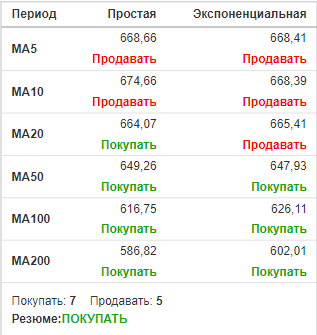 Период Простая Экспоненциальная
MA5 668,66 668,41
Продавать Продавать
MA10 674,66 668,39
Продавать Продавать
MA20 664,07 665,41
Покупать Продавать
MA50 649,26 647,93
Покупать Покупать
MA100 616,75 626,11
Покупать Покупать
MA200 586,82 602,01
Покупать Покупать
Покупать: 7 Продавать: 5
Резюме:ПОКУПАТЬ